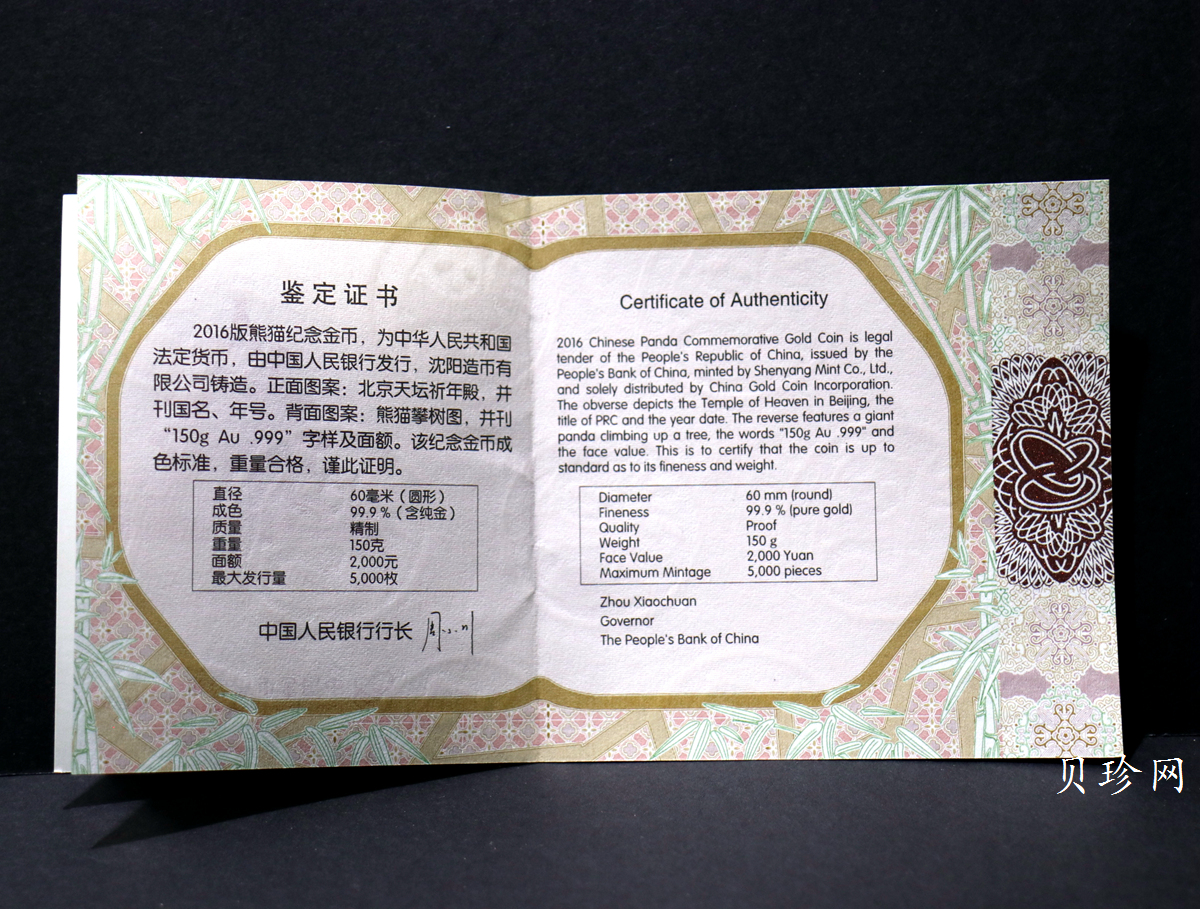 鉴定证书
2016版熊猫纪念金币，为中华人民共和国
法定货币，由中国人民银行发行，沈阳造币有
限公司铸造。正面图案：北京天坛祈年殿，并
刊国名、年号。背面图案：熊猫攀树图，并刊
“150g Au .999”字样及面额。该纪念金币成
色标准，重量合格，谨此证明。
直径 60毫米（圆形）
成色 99.9％（含纯金）
质量 精制
重量 150克
面额 2,000元
最大发行量 5,000枚
中国人民银行行长
Certificate of Authenticity
2016 Chinese Panda Commemorative Gold Coin is legal
tender of the People's Republic of China, issued by the
People's Bank of China, minted by Shenyang Mint Co., Ltd.,
and solely distributed by China Gold Coin Incorporation.
The obverse depicts the Temple of Heaven in Beijing, the
title of PRC and the year date. The reverse features a giant
panda climbing up a tree, the words "150g Au .999" and
the face value. This is to certify that the coin is up to
standard as to its fineness and weight.
Diameter 60 mm (round)
Fineness 99.9 % (pure gold)
Quality Proof
Weight 150 g
Face Value 2,000 Yuan
Maximum Mintage 5,000 pieces
Zhou Xiaochuan
Governor
The People's Bank of China
贝珍网